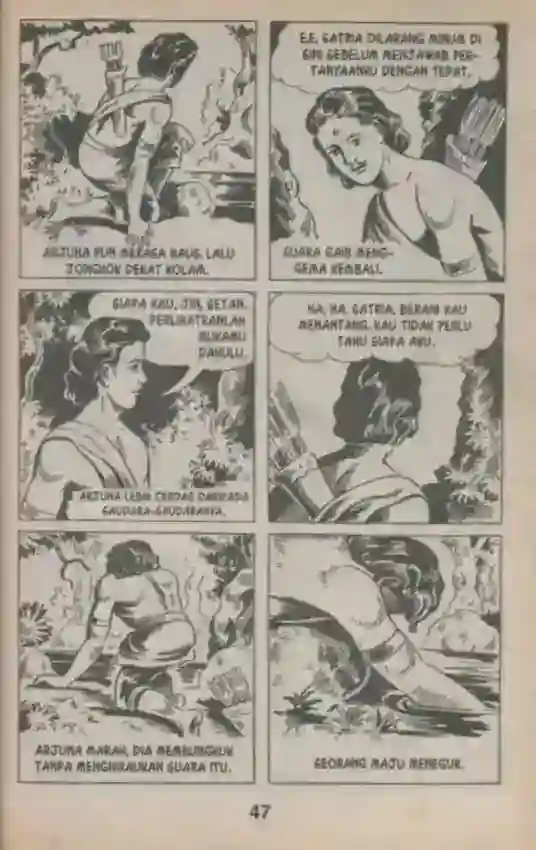 ARJUNA PUN MERASA HAUS. LALU
JONGKOK DEKAT KOLAM.
E.E. SATRIA DILARANG MINUM DI
SINI SEBELUM MENJAWAB PER-
TANYAANKU DENGAN TEPAT.
SUARA GAIB MENG-
GEMA KEMBALI.
SIAPA KAU, JIN, SETAN.
PERLIHATKANLAH
MUKAMU
DAHULU.
ARJUNA LEBIH CERDAS DARIPADA
SAUDARA-SAUDARANYA.
HA, HA. SATRIA. BERANI KAU
MENANTANG. KAU TIDAK PERLU
TAHU SIAPA AKU.
ARJUNA MARAH, DIA MEMBUNGKUK
TANPA MENGHIRAUKAN SUARA ITU.
SEORANG MAJU MENEGUR.
47